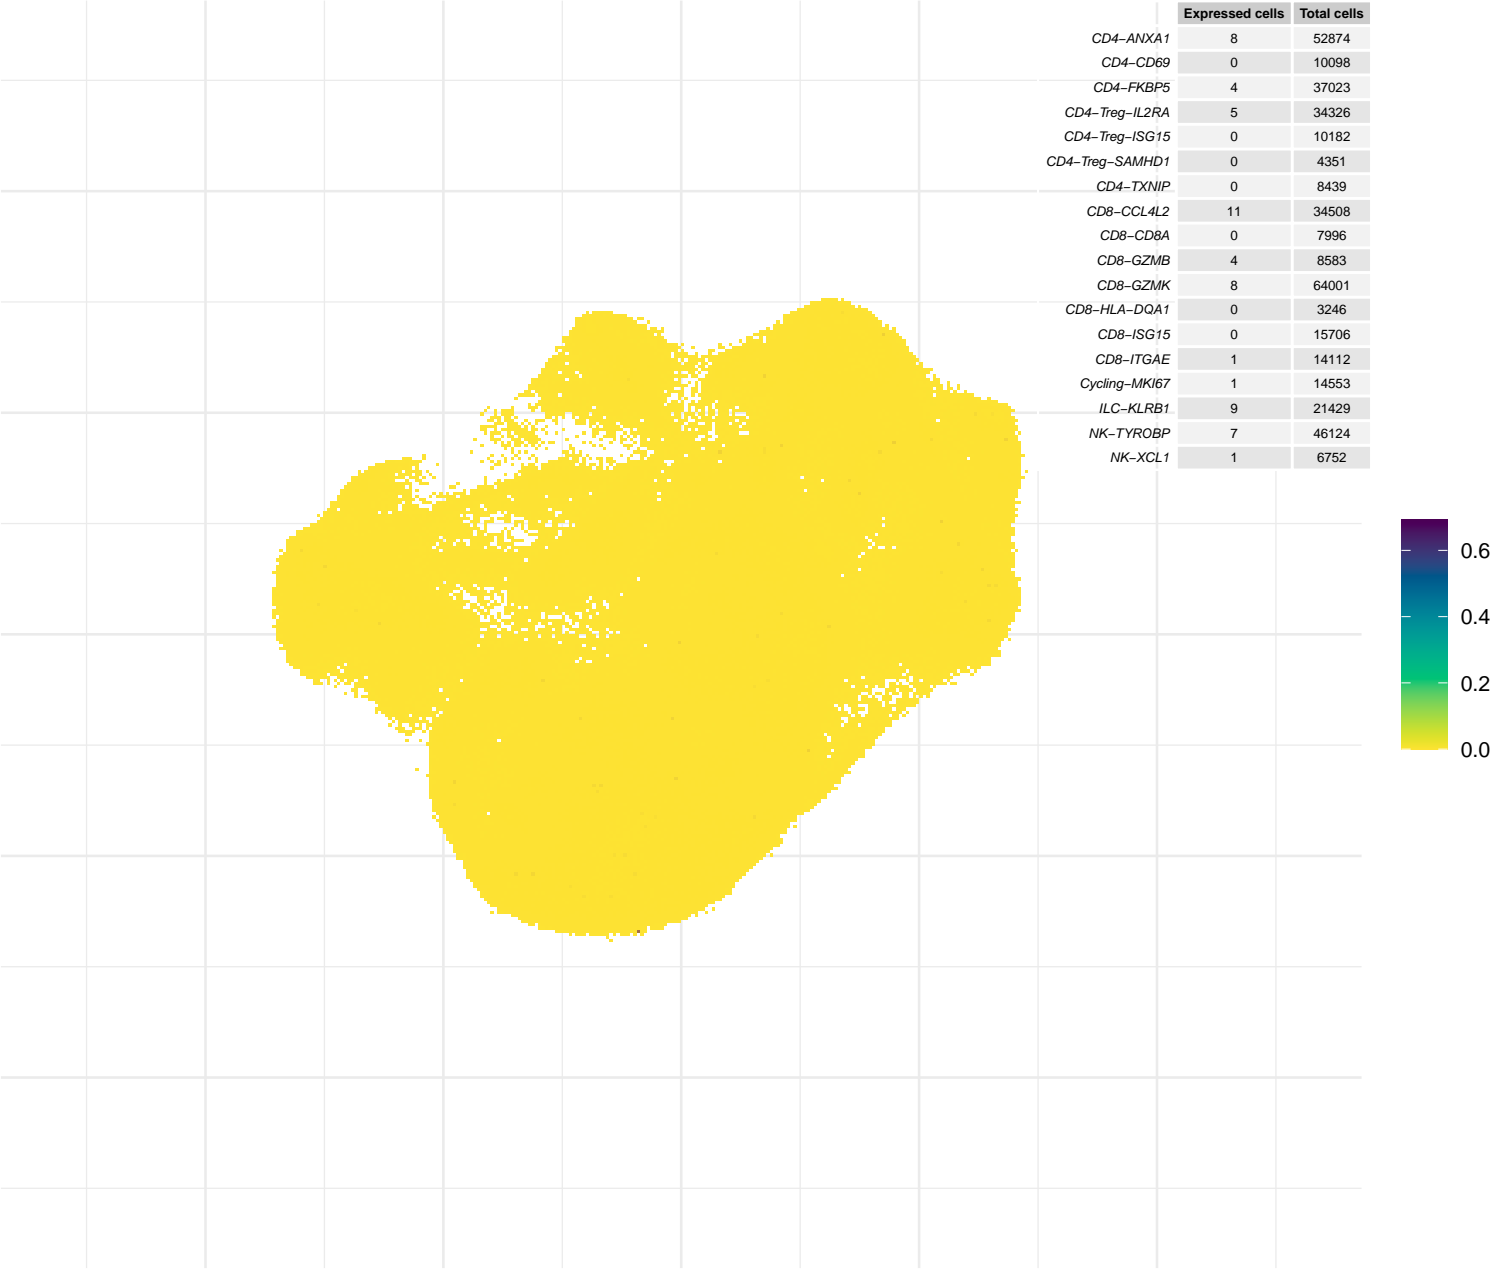 Expressed cells Total cells
CD4−ANXA1 8 52874
CD4−CD69 0 10098
CD4−FKBP5 4 37023
CD4−Treg−IL2RA 5 34326
CD4−Treg−ISG15 0 10182
CD4−Treg−SAMHD1 0 4351
CD4−TXNIP 0 8439
CD8−CCL4L2 11 34508
CD8−CD8A 0 7996
CD8−GZMB 4 8583
CD8−GZMK 8 64001
CD8−HLA−DQA1 0 3246
CD8−ISG15 0 15706
CD8−ITGAE 1 14112
Cycling−MKI67 1 14553
ILC−KLRB1 9 21429
NK−TYROBP 7 46124
NK−XCL1 1 6752
0.6
0.4
0.2
0.0